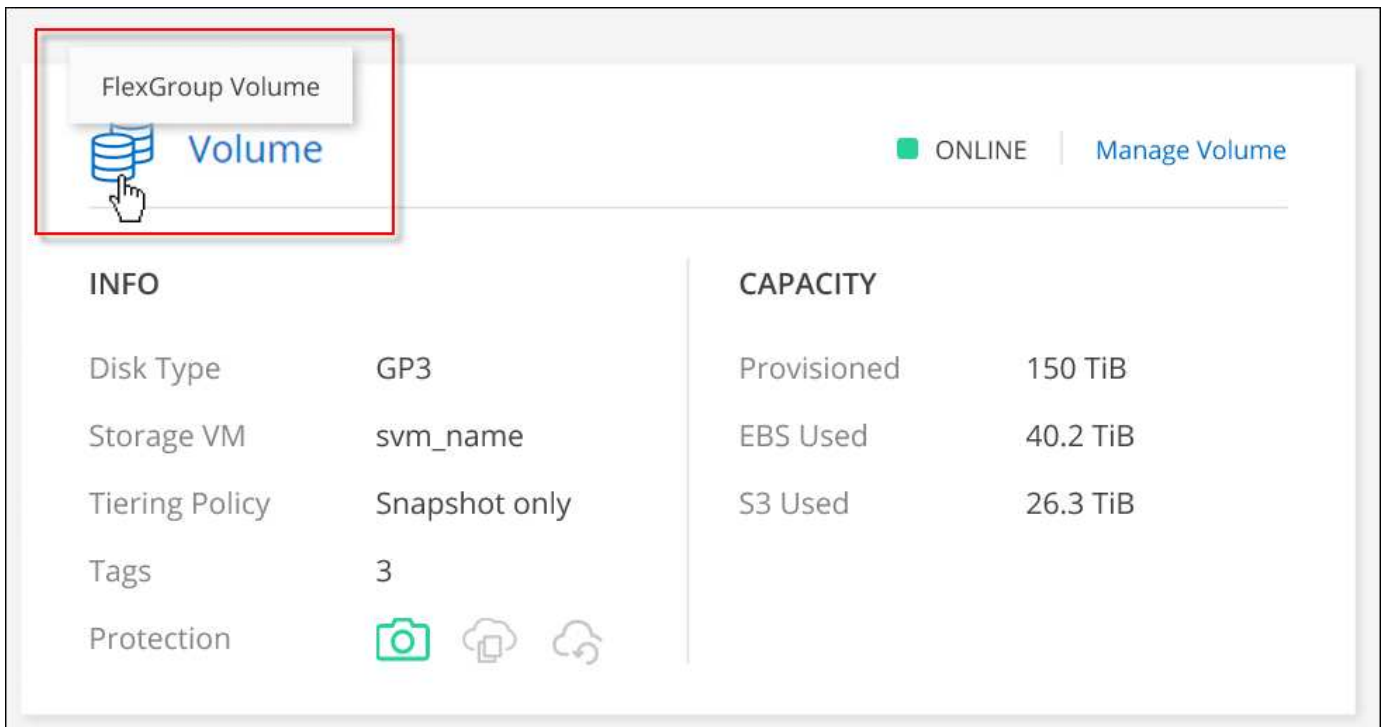 FlexGroup Volume
Volume
ONLINE
Manage Volume
INFO
Disk Type GP3
Storage VM svm_name
Tiering Policy Snapshot only
Tags 3
Protection
CAPACITY
Provisioned 150 TiB
EBS Used 40.2 TiB
S3 Used 26.3 TiB